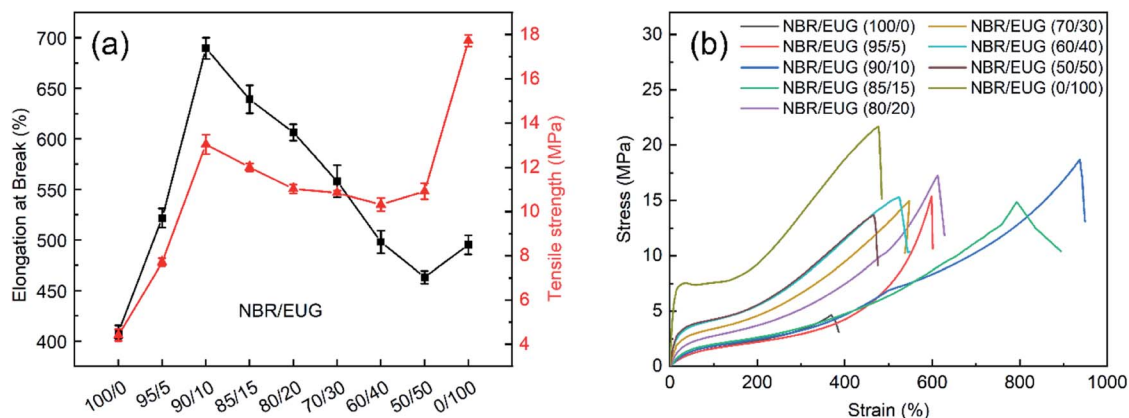 (a)
Elongation at Break (%)
700
650
600
550
500
450
400
NBR/EUG
18
16
14
12
10
8
6
4
Tensile strength (MPa)
100/0
95/5
90/10
85/15
80/20
70/30
60/40
50/50
0/100
(b)
NBR/EUG (100/0)
NBR/EUG (95/5)
NBR/EUG (90/10)
NBR/EUG (85/15)
NBR/EUG (80/20)
NBR/EUG (70/30)
NBR/EUG (60/40)
NBR/EUG (50/50)
NBR/EUG (0/100)
Stress (MPa)
30
25
20
15
10
5
0
0
200
400
600
800
1000
Strain (%)